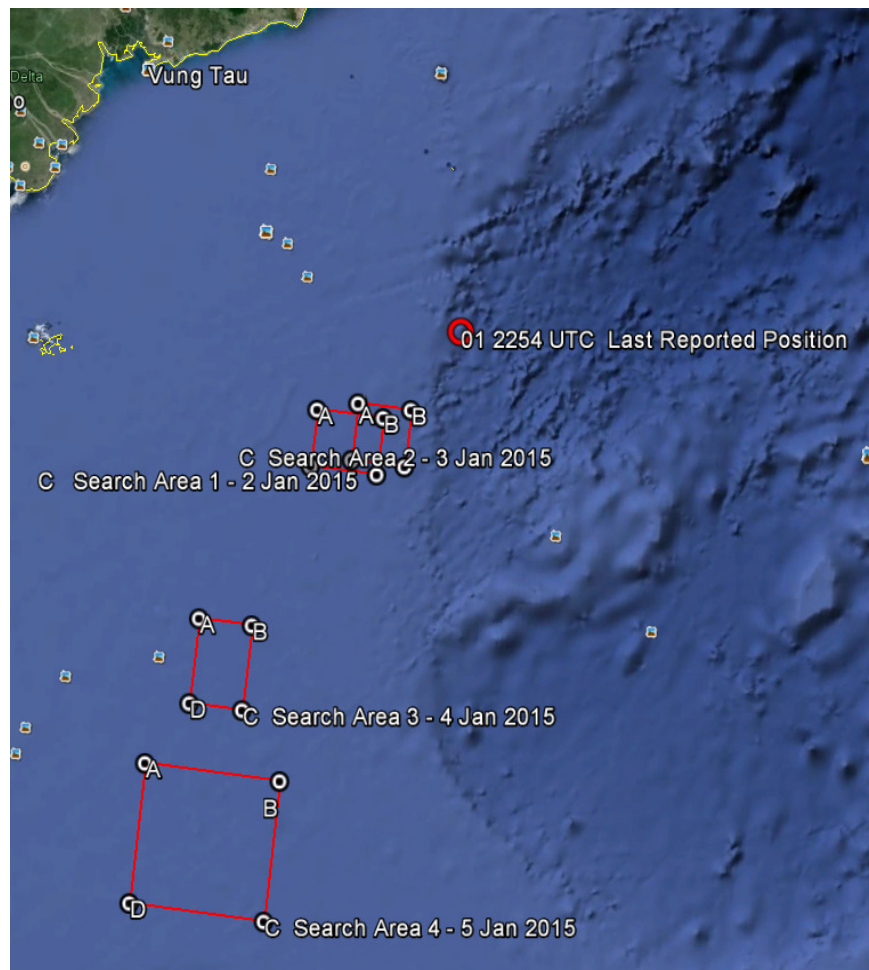 Vung Tau
Delta
o
01 2254 UTC Last Reported Position
A
A
B
B
C Search Area 2 - 3 Jan 2015
C Search Area 1 - 2 Jan 2015
A
B
D
C Search Area 3 - 4 Jan 2015
A
B
D
C Search Area 4 - 5 Jan 2015